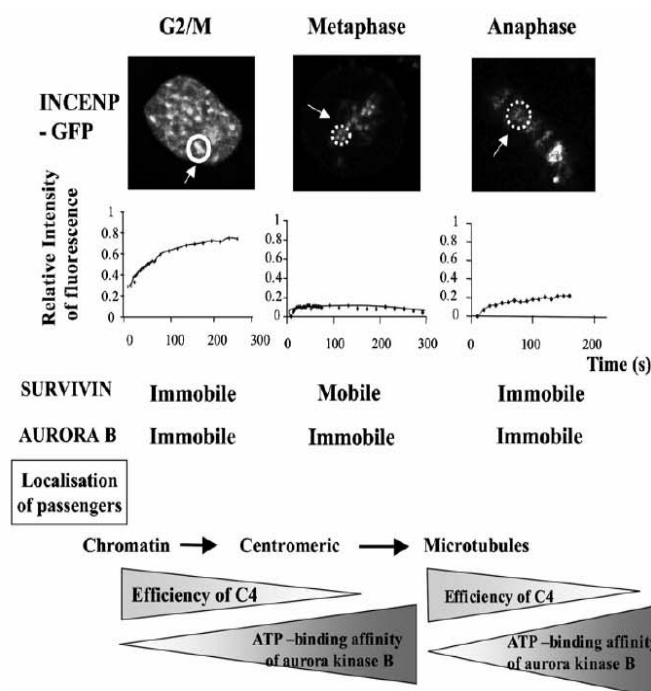 G2/M Metaphase Anaphase
INCENP
- GFP
Relative Intensity
of fluorescence
1 1 1
0.8 0.8 0.8
0.6 0.6 0.6
0.4 0.4 0.4
0.2 0.2 0.2
0 0 0
0 100 200 300 0 100 200 300 0 100 200
Time (s)
SURVIVIN Immobile Mobile Immobile
AURORA B Immobile Immobile Immobile
Localisation
of passengers
Chromatin Centromeric Microtubules
Efficiency of C4 Efficiency of C4
ATP –binding affinity ATP –binding affinity
of aurora kinase B of aurora kinase B